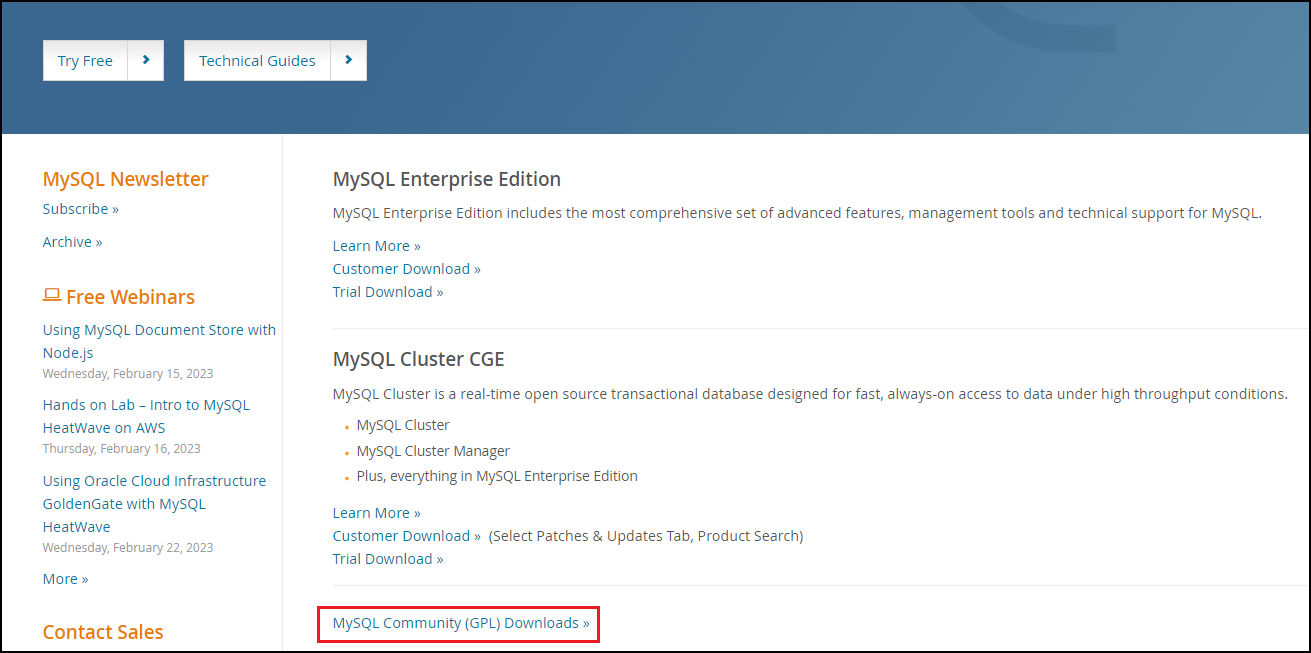 Try Free
Technical Guides
MySQL Newsletter
Subscribe »
Archive »
Free Webinars
Using MySQL Document Store with
Node.js
Wednesday, February 15, 2023
Hands on Lab – Intro to MySQL
HeatWave on AWS
Thursday, February 16, 2023
Using Oracle Cloud Infrastructure
GoldenGate with MySQL
HeatWave
Wednesday, February 22, 2023
More »
Contact Sales
MySQL Enterprise Edition
MySQL Enterprise Edition includes the most comprehensive set of advanced features, management tools and technical support for MySQL.
Learn More »
Customer Download »
Trial Download »
MySQL Cluster CGE
MySQL Cluster is a real-time open source transactional database designed for fast, always-on access to data under high throughput conditions.
• MySQL Cluster
• MySQL Cluster Manager
• Plus, everything in MySQL Enterprise Edition
Learn More »
Customer Download » (Select Patches & Updates Tab, Product Search)
Trial Download »
MySQL Community (GPL) Downloads »